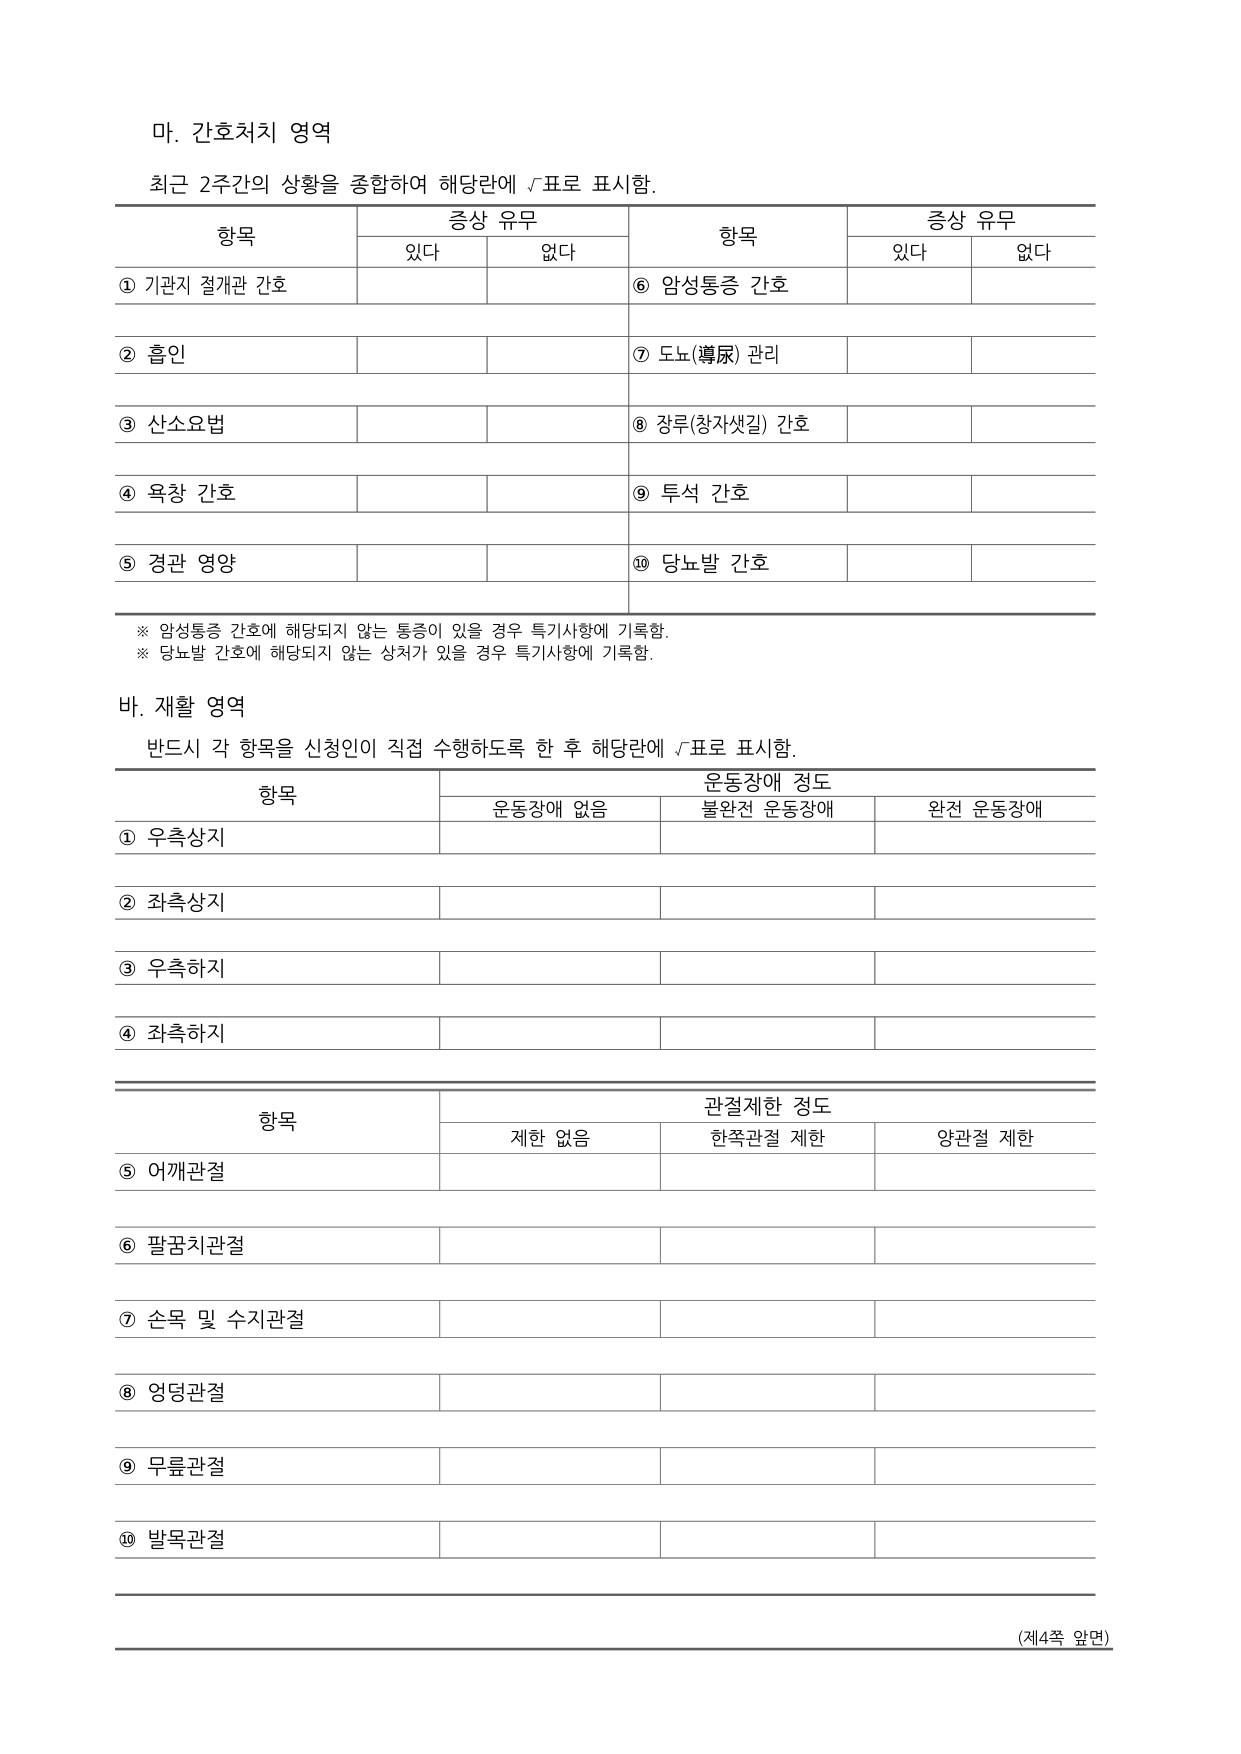 마. 간호처치 영역
최근 2주간의 상황을 종합하여 해당란에 √표로 표시함.
항목 증상 유무 항목 증상 유무
있다 없다 있다 없다
① 기관지 절개관 간호 ⑥ 암성통증 간호
② 흡인 ⑦ 도뇨(導尿) 관리
③ 산소요법 ⑧ 장루(창자샛길) 간호
④ 욕창 간호 ⑨ 투석 간호
⑤ 경관 영양 ⑩ 당뇨발 간호
※ 암성통증 간호에 해당되지 않는 통증이 있을 경우 특기사항에 기록함.
※ 당뇨발 간호에 해당되지 않는 상처가 있을 경우 특기사항에 기록함.
바. 재활 영역
반드시 각 항목을 신청인이 직접 수행하도록 한 후 해당란에 √표로 표시함.
항목 운동장애 정도
운동장애 없음 불완전 운동장애 완전 운동장애
① 우측상지
② 좌측상지
③ 우측하지
④ 좌측하지
항목 관절제한 정도
제한 없음 한쪽관절 제한 양관절 제한
⑤ 어깨관절
⑥ 팔꿈치관절
⑦ 손목 및 수지관절
⑧ 엉덩관절
⑨ 무릎관절
⑩ 발목관절
(제4쪽 앞면)